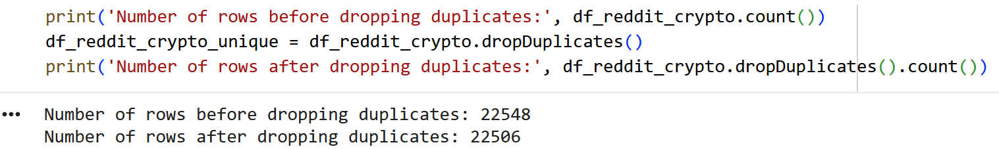 print('Number of rows before dropping duplicates:', df_reddit_crypto.count())
df_reddit_crypto_unique = df_reddit_crypto.dropDuplicates()
print('Number of rows after dropping duplicates:', df_reddit_crypto.dropDuplicates().count())
Number of rows before dropping duplicates: 22548
Number of rows after dropping duplicates: 22506